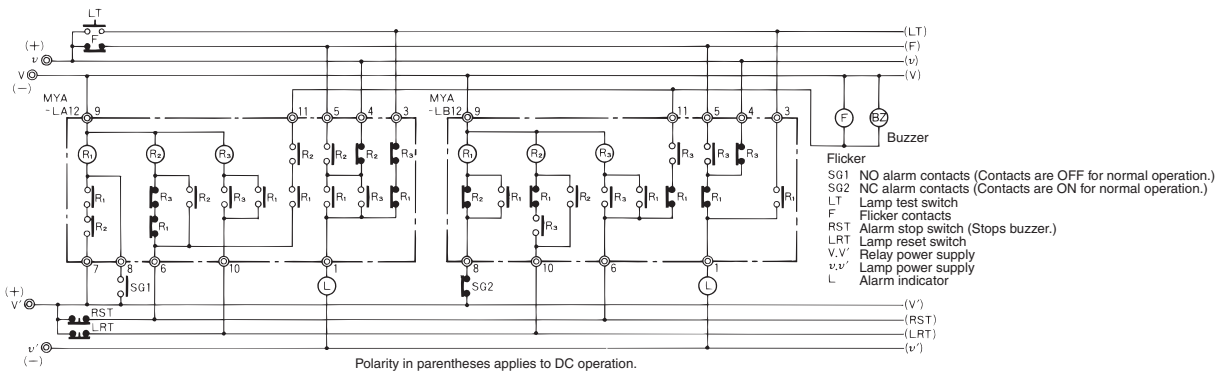 LT
F
(LT)
(+)
(F)
ν
(ν)
V
(V)
(−)
MYA
-LA12
9
11
5
4
3
MYA
-LB12
9
11
5
4
3
F
BZ
Buzzer
R1
R2
R3
R2
R2
R2
R3
R1
R2
R3
R3
R3
R3
R1
R3
R1
R3
R1
R1
R1
R3
R1
R2
R1
R1
R2
R1
R1
R2
R1
R1
R1
R2
R1
R3
7
8
6
10
1
8
10
6
1
SG1
L
SG2
L
(+)
V'
(V')
RST
(RST)
LRT
(LRT)
ν'
(ν')
(−)
Flicker
SG1 NO alarm contacts (Contacts are OFF for normal operation.)
SG2 NC alarm contacts (Contacts are ON for normal operation.)
LT Lamp test switch
F Flicker contacts
RST Alarm stop switch (Stops buzzer.)
LRT Lamp reset switch
V.V' Relay power supply
ν.ν' Lamp power supply
L Alarm indicator
Polarity in parentheses applies to DC operation.